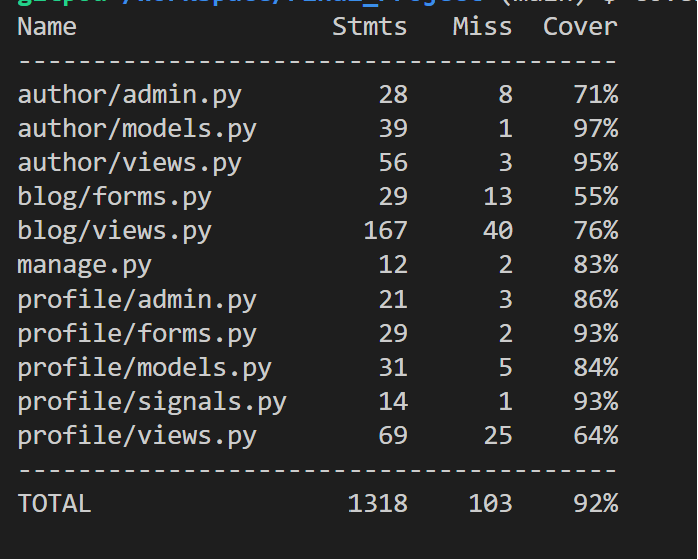 Name Stmts Miss Cover
-----------------------------------------
author/admin.py 28 8 71%
author/models.py 39 1 97%
author/views.py 56 3 95%
blog/forms.py 29 13 55%
blog/views.py 167 40 76%
manage.py 12 2 83%
profile/admin.py 21 3 86%
profile/forms.py 29 2 93%
profile/models.py 31 5 84%
profile/signals.py 14 1 93%
profile/views.py 69 25 64%
-----------------------------------------
TOTAL 1318 103 92%